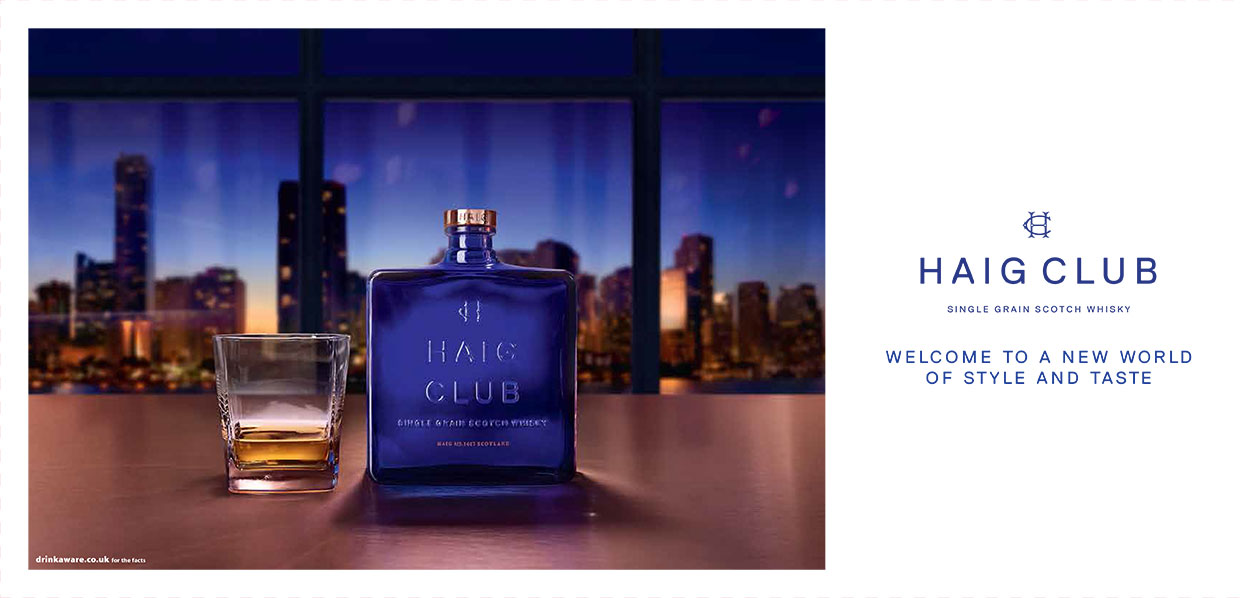 HAIG
HAIG
CLUB
SINGLE GRAIN SCOTCH WHISKY
drinkaware.co.uk for the facts
HAIG CLUB
SINGLE GRAIN SCOTCH WHISKY
WELCOME TO A NEW WORLD
OF STYLE AND TASTE